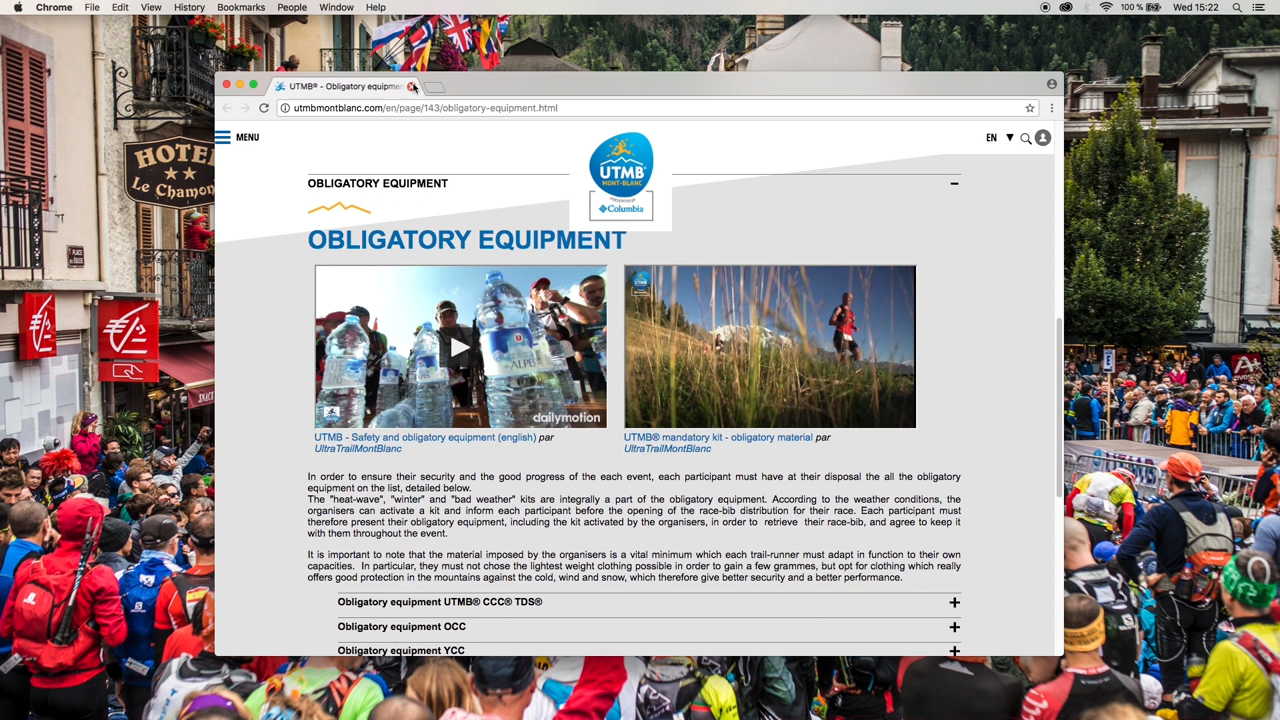 Chrome File Edit View History Bookmarks People Window Help 100 % Wed 15:22
UTMB® - Obligatory equipmen
utmbmontblanc.com/en/page/143/obligatory-equipment.html
MENU
EN
UTMB®
MONT-BLANC
PRESENTED BY
Columbia
OBLIGATORY EQUIPMENT
OBLIGATORY EQUIPMENT
dailymotion
UTMB - Safety and obligatory equipment (english) par
UltraTrailMontBlanc
UTMB® mandatory kit - obligatory material par
UltraTrailMontBlanc
In order to ensure their security and the good progress of the each event, each participant must have at their disposal the all the obligatory
equipment on the list, detailed below.
The "heat-wave", "winter" and "bad weather" kits are integrally a part of the obligatory equipment. According to the weather conditions, the
organisers can activate a kit and inform each participant before the opening of the race-bib distribution for their race. Each participant must
therefore present their obligatory equipment, including the kit activated by the organisers, in order to retrieve their race-bib, and agree to keep it
with them throughout the event.
It is important to note that the material imposed by the organisers is a vital minimum which each trail-runner must adapt in function to their own
capacities. In particular, they must not chose the lightest weight clothing possible in order to gain a few grammes, but opt for clothing which really
offers good protection in the mountains against the cold, wind and snow, which therefore give better security and a better performance.
Obligatory equipment UTMB® CCC® TDS®
Obligatory equipment OCC
Obligatory equipment YCC
HOTEL
Le Chamon